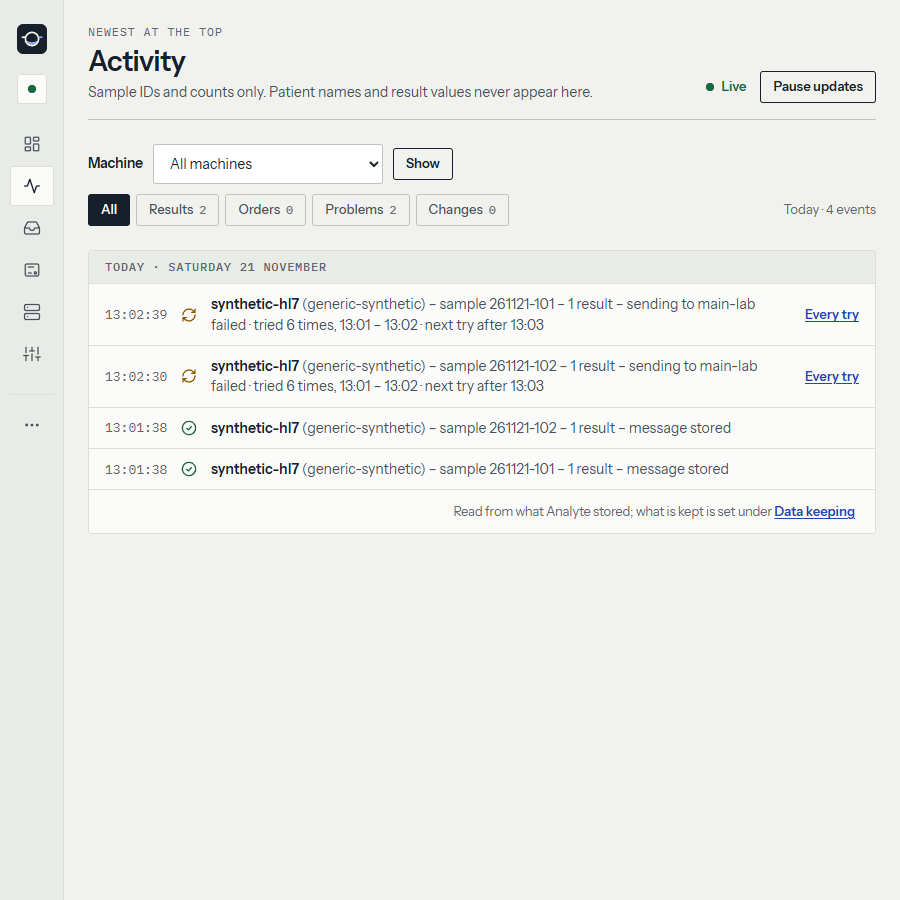 NEWEST AT THE TOP
Activity
Sample IDs and counts only. Patient names and result values never appear here.
Live
Pause updates
Machine
All machines
Show
All
Results 2
Orders 0
Problems 2
Changes 0
Today · 4 events
TODAY · SATURDAY 21 NOVEMBER
13:02:39
synthetic-hl7 (generic-synthetic) – sample 261121-101 – 1 result – sending to main-lab
failed · tried 6 times, 13:01 – 13:02 · next try after 13:03
Every try
13:02:30
synthetic-hl7 (generic-synthetic) – sample 261121-102 – 1 result – sending to main-lab
failed · tried 6 times, 13:01 – 13:02 · next try after 13:03
Every try
13:01:38
synthetic-hl7 (generic-synthetic) – sample 261121-102 – 1 result – message stored
13:01:38
synthetic-hl7 (generic-synthetic) – sample 261121-101 – 1 result – message stored
Read from what Analyte stored; what is kept is set under Data keeping